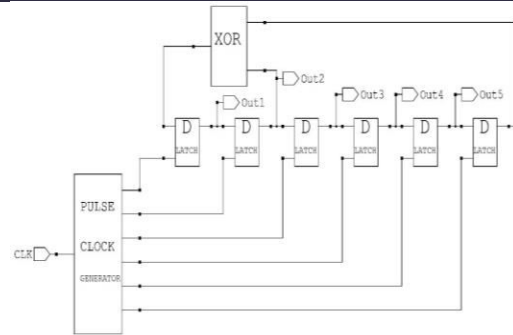 XOR
Out2
Out1
Out3
Out4
Out5
D
D
D
D
D
D
LATCH
LATCH
LATCH
LATCH
LATCH
LATCH
PULSE
CLOCK
CLK
GENERATOR